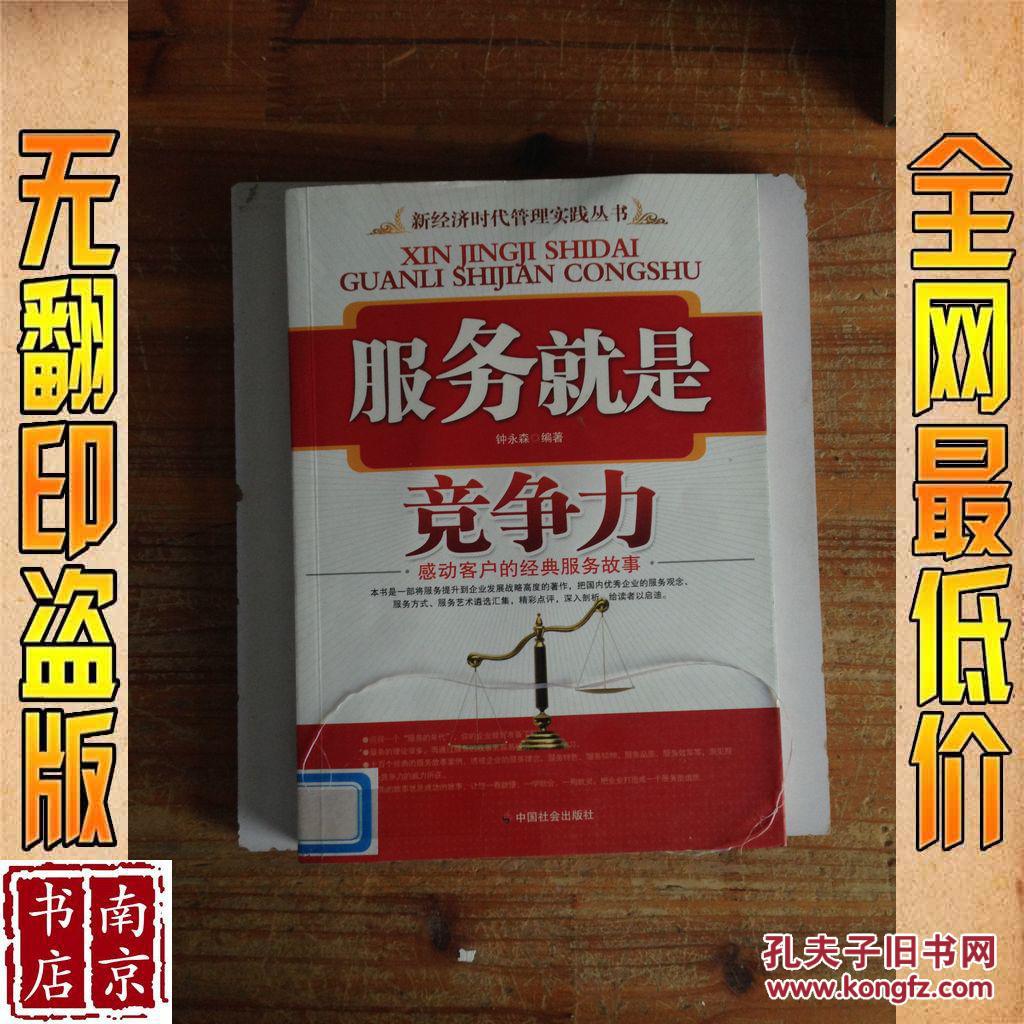 无翻印盗版
全网最低价
新经济时代管理实践丛书
XIN JINGJI SHIDAI
GUANLI SHIJIAN CONGSHU
服务就是
钟永森 编著
竞争力
·感动客户的经典服务故事·
本书是一部将服务提升到企业发展战略高度的著作，把国内优秀企业的服务观念、
服务方式、服务艺术遴选汇集，精彩点评，深入剖析，给读者以启迪。
中国社会出版社
南京
书店
孔夫子旧书网
www.kongfz.com